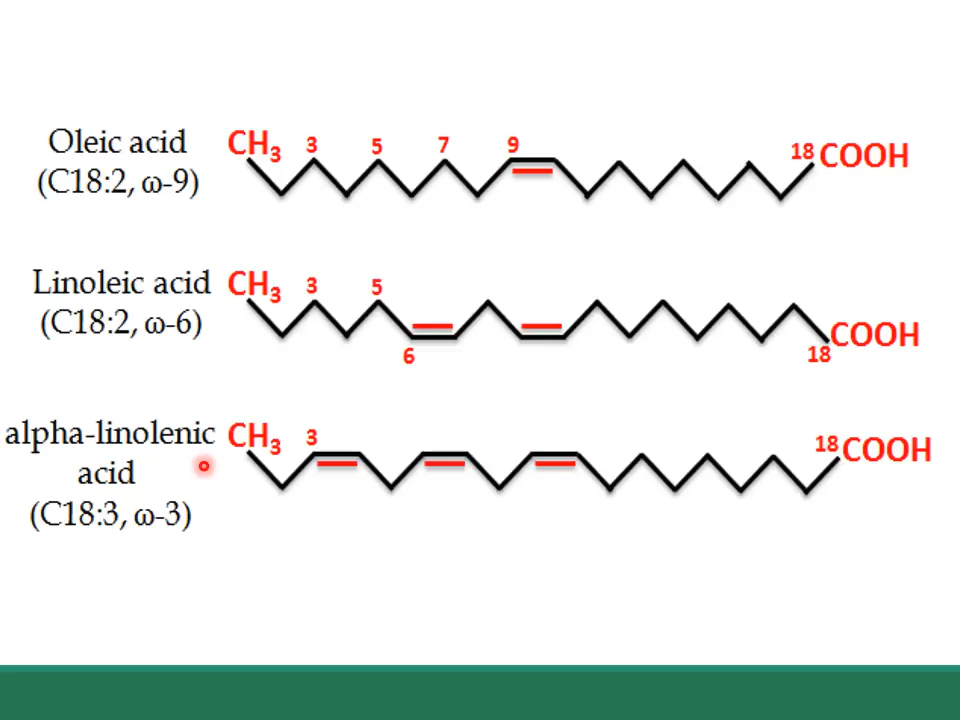 Oleic acid
(C18:2, ω-9)
CH3 3 5 7 9 18 COOH
Linoleic acid
(C18:2, ω-6)
CH3 3 5 6 18 COOH
alpha-linolenic
acid
(C18:3, ω-3)
CH3 3 18 COOH